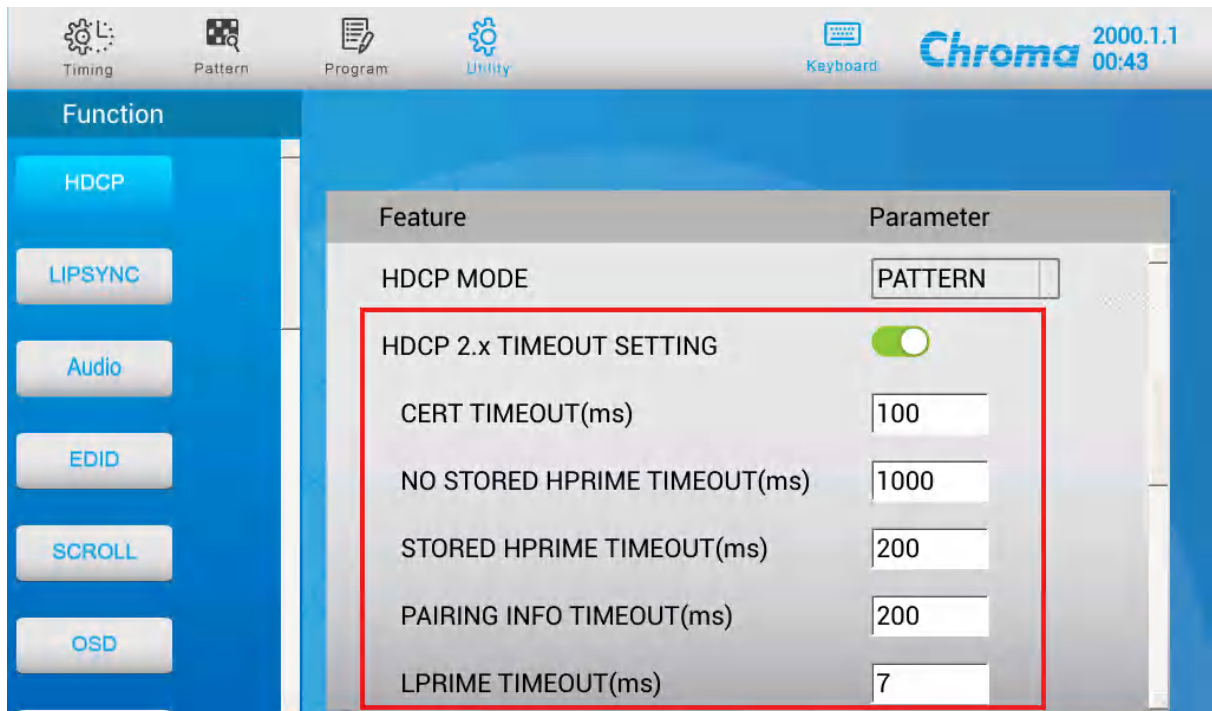 Timing
Pattern
Program
Utility
Keyboard
Chroma
2000.1.1
00:43
Function
HDCP
LIPSYNC
Audio
EDID
SCROLL
OSD
Feature Parameter
HDCP MODE PATTERN
HDCP 2.x TIMEOUT SETTING
CERT TIMEOUT(ms) 100
NO STORED HPRIME TIMEOUT(ms) 1000
STORED HPRIME TIMEOUT(ms) 200
PAIRING INFO TIMEOUT(ms) 200
LPRIME TIMEOUT(ms) 7